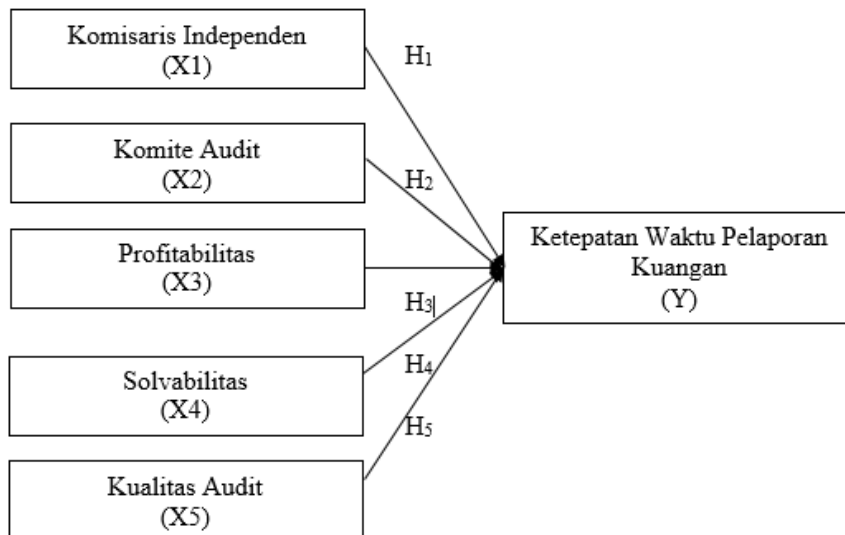 Komisaris Independen
(X1)
H₁
Komite Audit
(X2)
H₂
Profitabilitas
(X3)
H₃
Solvabilitas
(X4)
H₄
Kualitas Audit
(X5)
H₅
Ketepatan Waktu Pelaporan
Kuangan
(Y)